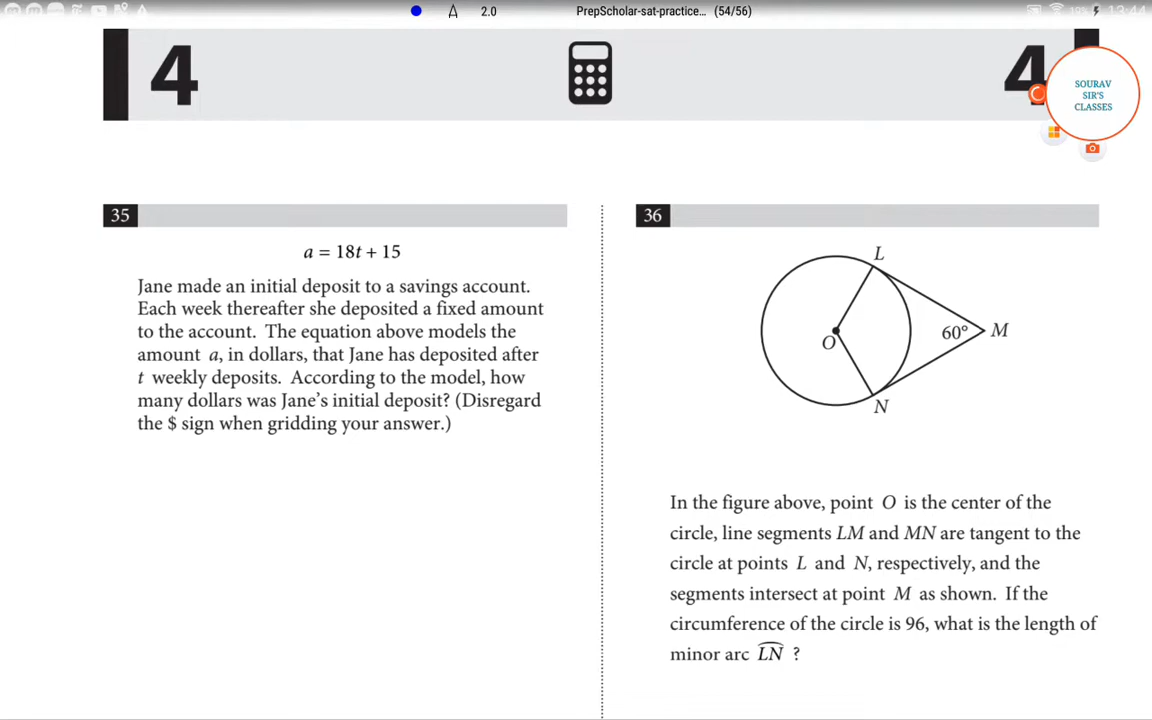 2.0
PrepScholar-sat-practice... (54/56)
19%
13:44
4
4
SOURAV
SIR'S
CLASSES
35
a = 18t + 15
Jane made an initial deposit to a savings account.
Each week thereafter she deposited a fixed amount
to the account. The equation above models the
amount a, in dollars, that Jane has deposited after
t weekly deposits. According to the model, how
many dollars was Jane's initial deposit? (Disregard
the $ sign when gridding your answer.)
36
L
60°
M
O
N
In the figure above, point O is the center of the
circle, line segments LM and MN are tangent to the
circle at points L and N, respectively, and the
segments intersect at point M as shown. If the
circumference of the circle is 96, what is the length of
minor arc LN ?